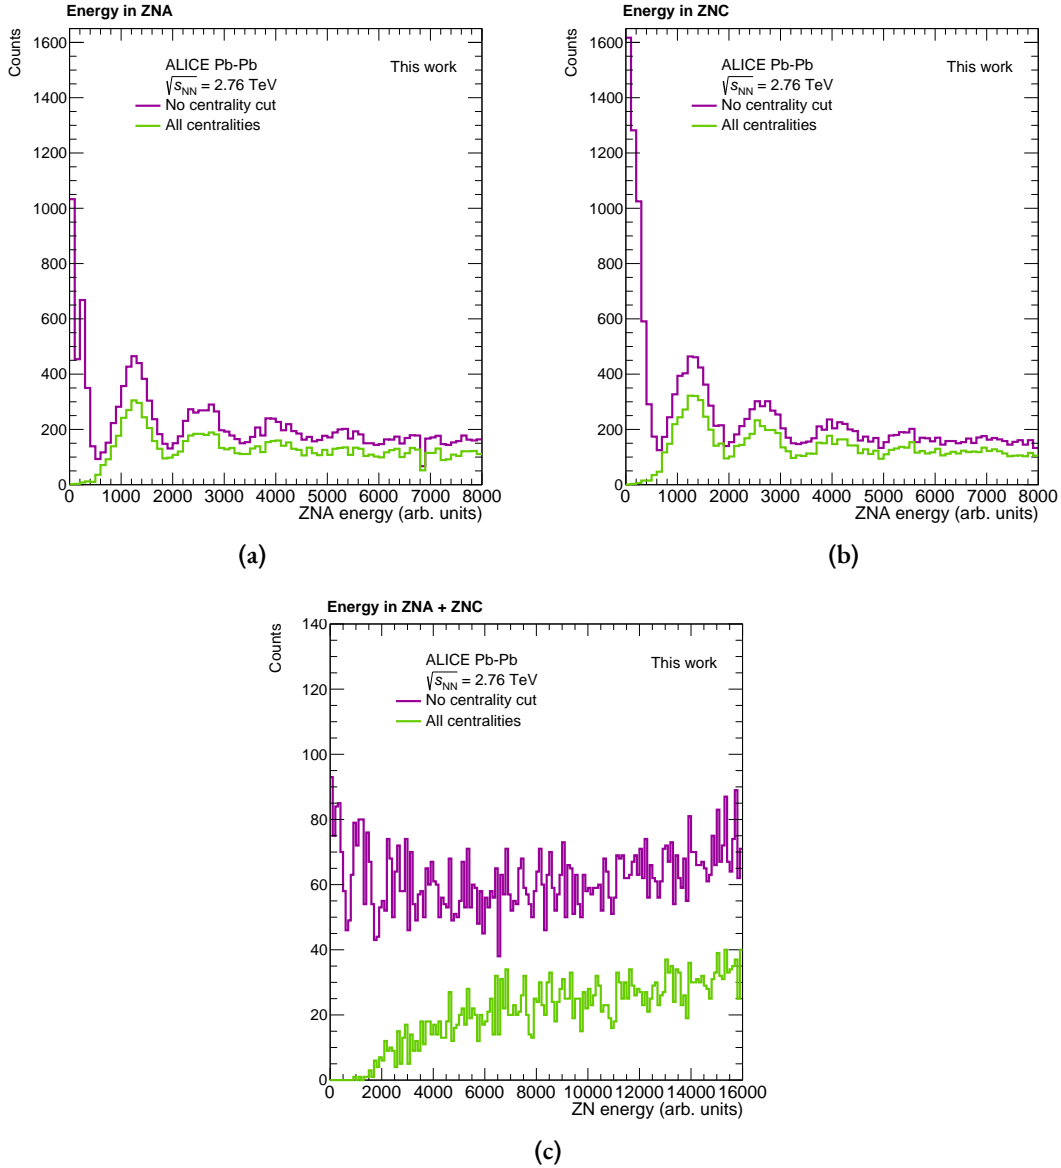 Energy in ZNA
Counts
1600
1400
1200
1000
800
600
400
200
0
ALICE Pb-Pb
√sNN = 2.76 TeV
No centrality cut
All centralities
This work
0 1000 2000 3000 4000 5000 6000 7000 8000
ZNA energy (arb. units)
(a)
Energy in ZNC
Counts
1600
1400
1200
1000
800
600
400
200
0
ALICE Pb-Pb
√sNN = 2.76 TeV
No centrality cut
All centralities
This work
0 1000 2000 3000 4000 5000 6000 7000 8000
ZNA energy (arb. units)
(b)
Energy in ZNA + ZNC
Counts
140
120
100
80
60
40
20
0
ALICE Pb-Pb
√sNN = 2.76 TeV
No centrality cut
All centralities
This work
0 2000 4000 6000 8000 10000 12000 14000 16000
ZN energy (arb. units)
(c)